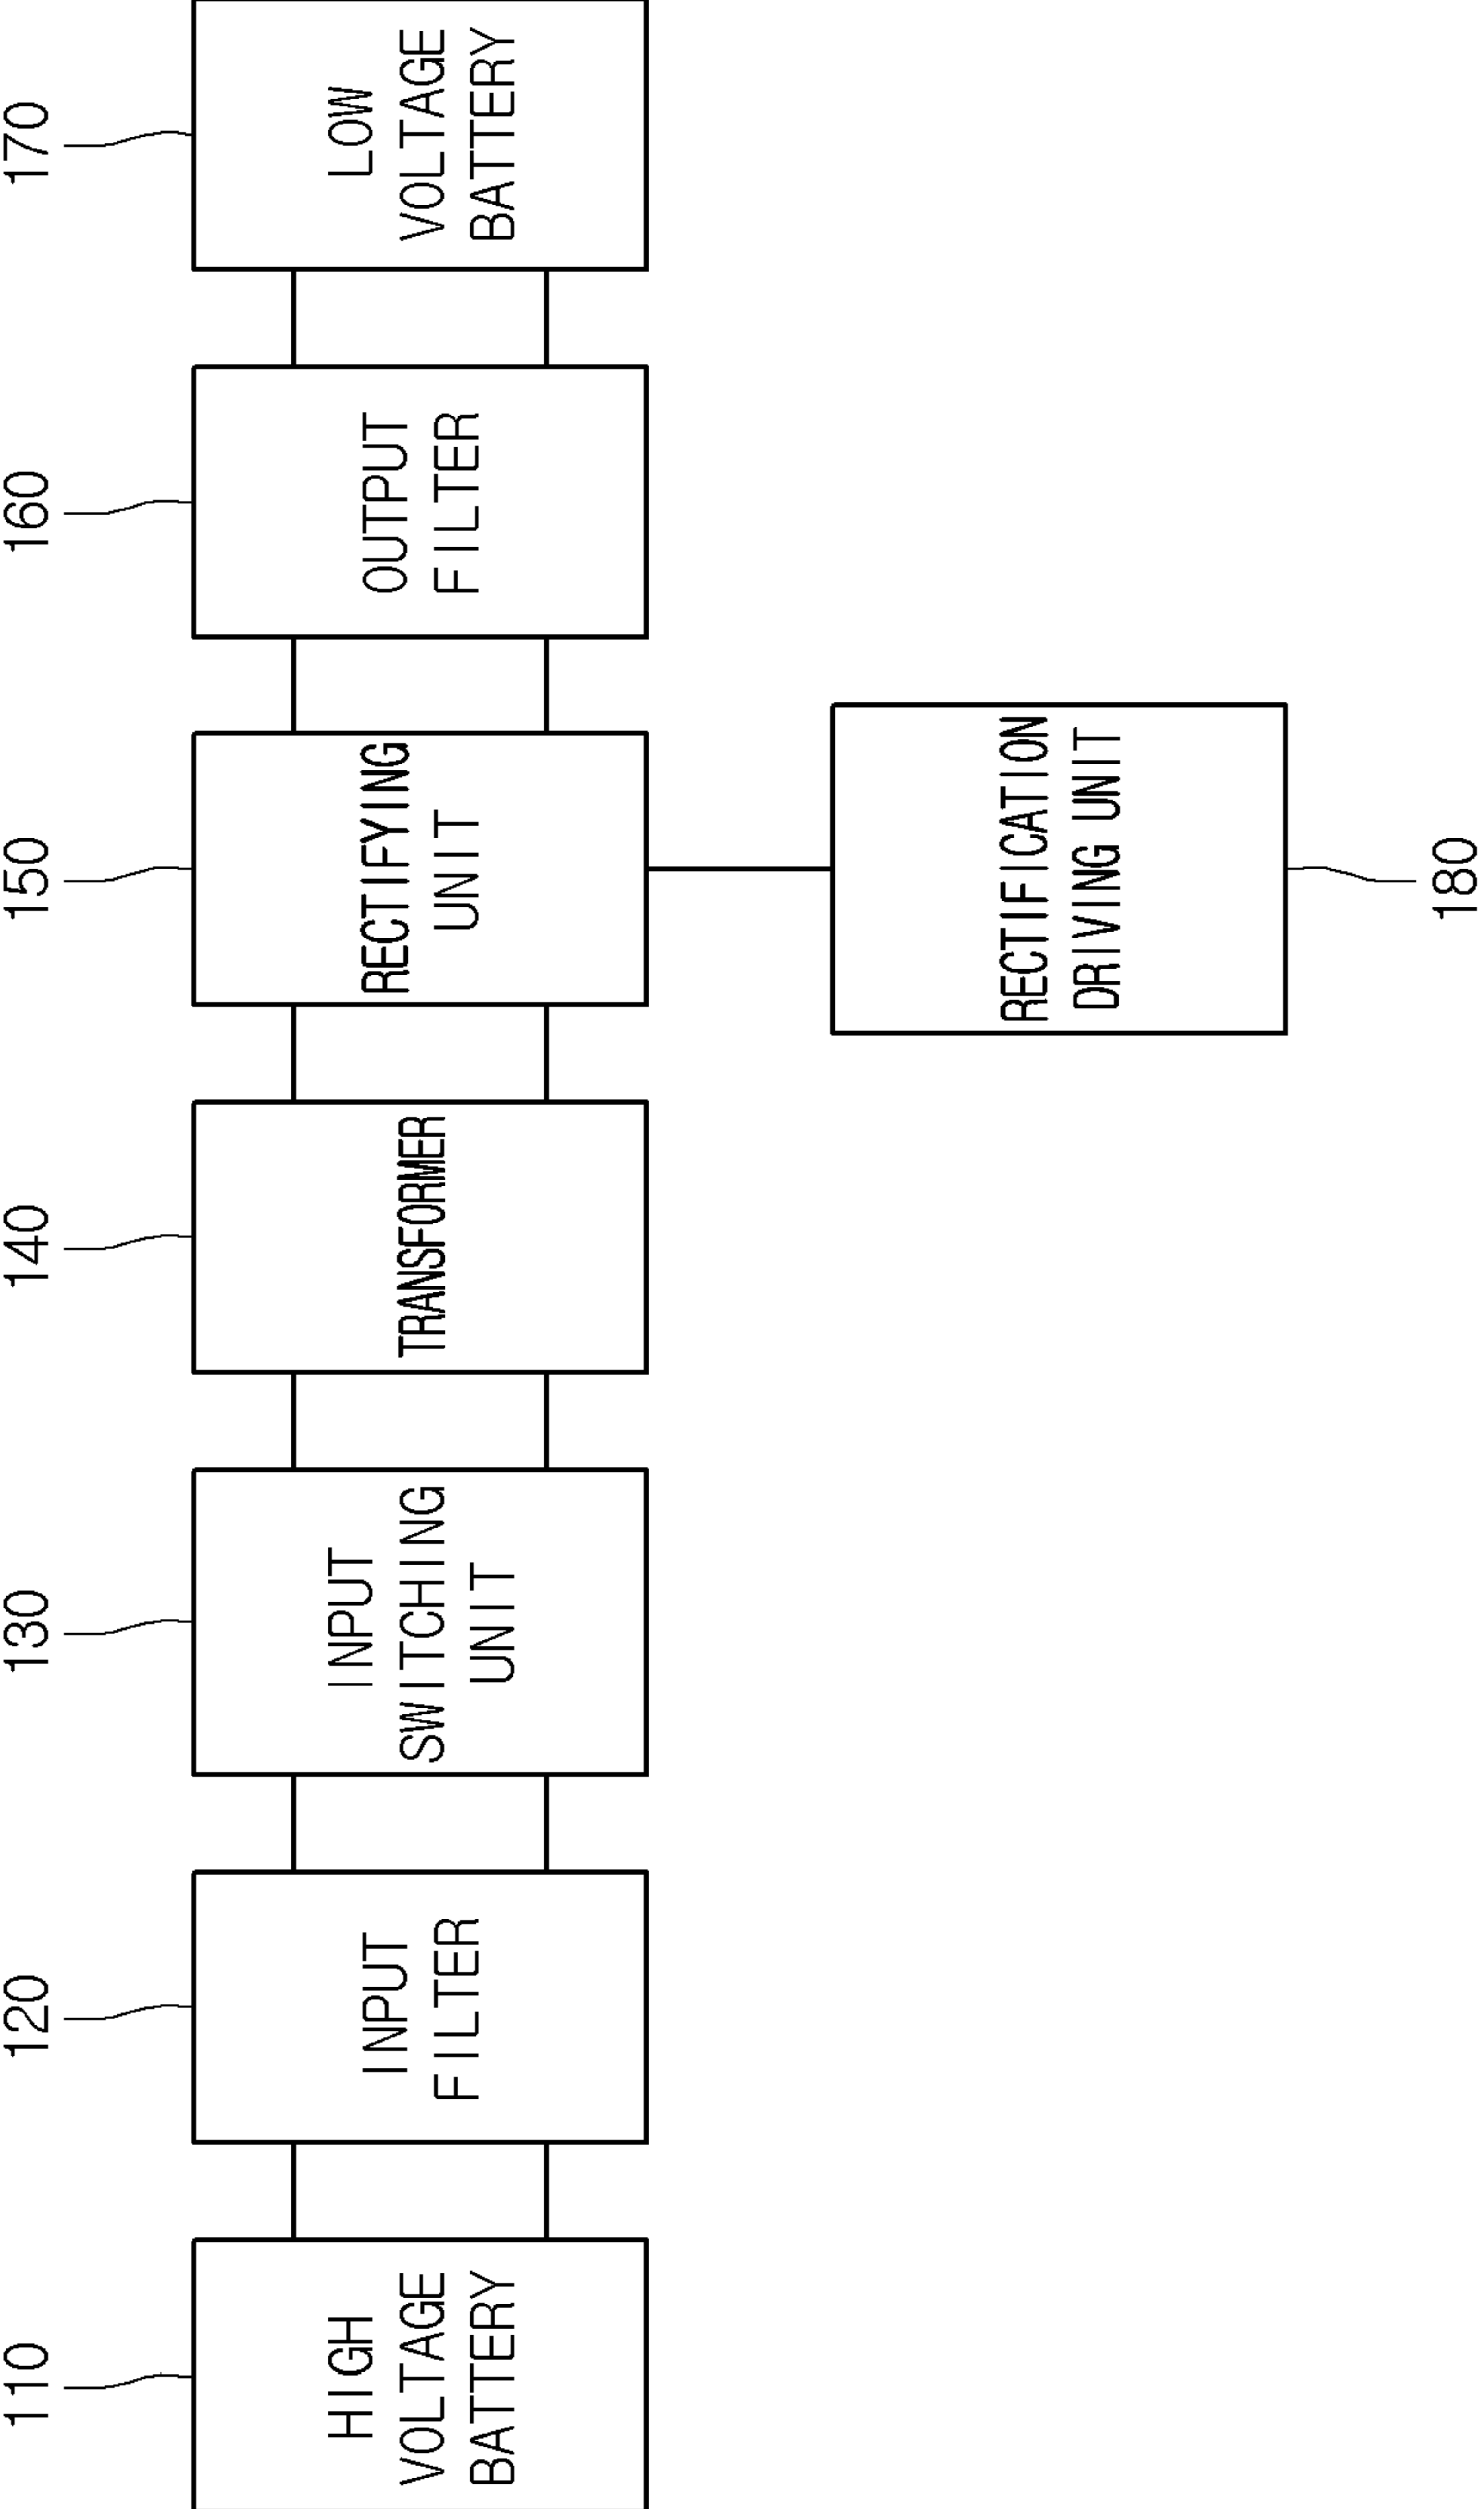 110
120
130
140
150
160
170
HIGH
VOLTAGE
BATTERY
INPUT
FILTER
INPUT
SWITCHING
UNIT
TRANSFORMER
RECTIFYING
UNIT
OUTPUT
FILTER
LOW
VOLTAGE
BATTERY
RECTIFICATION
DRIVING UNIT
180